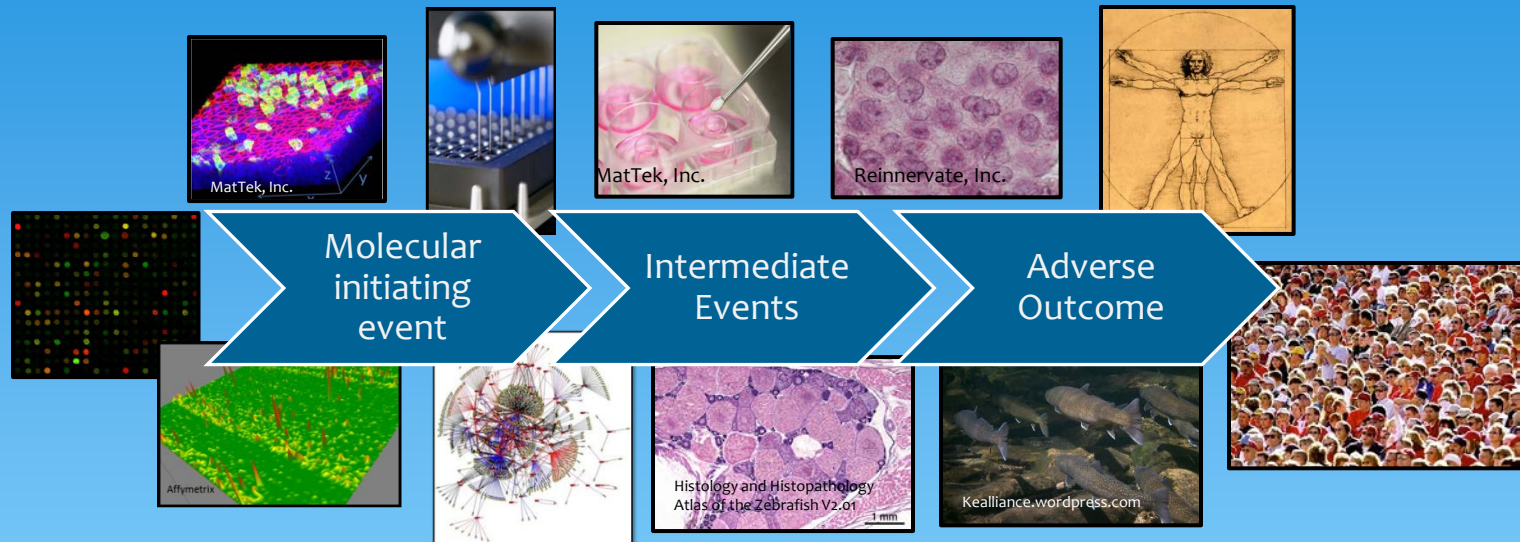 MatTek, Inc.
z
y
MatTek, Inc.
Reinnervate, Inc.
Molecular
initiating
event
Intermediate
Events
Adverse
Outcome
Affymetrix
Histology and Histopathology
Atlas of the Zebrafish V2.01
1 mm
Kealliance.wordpress.com